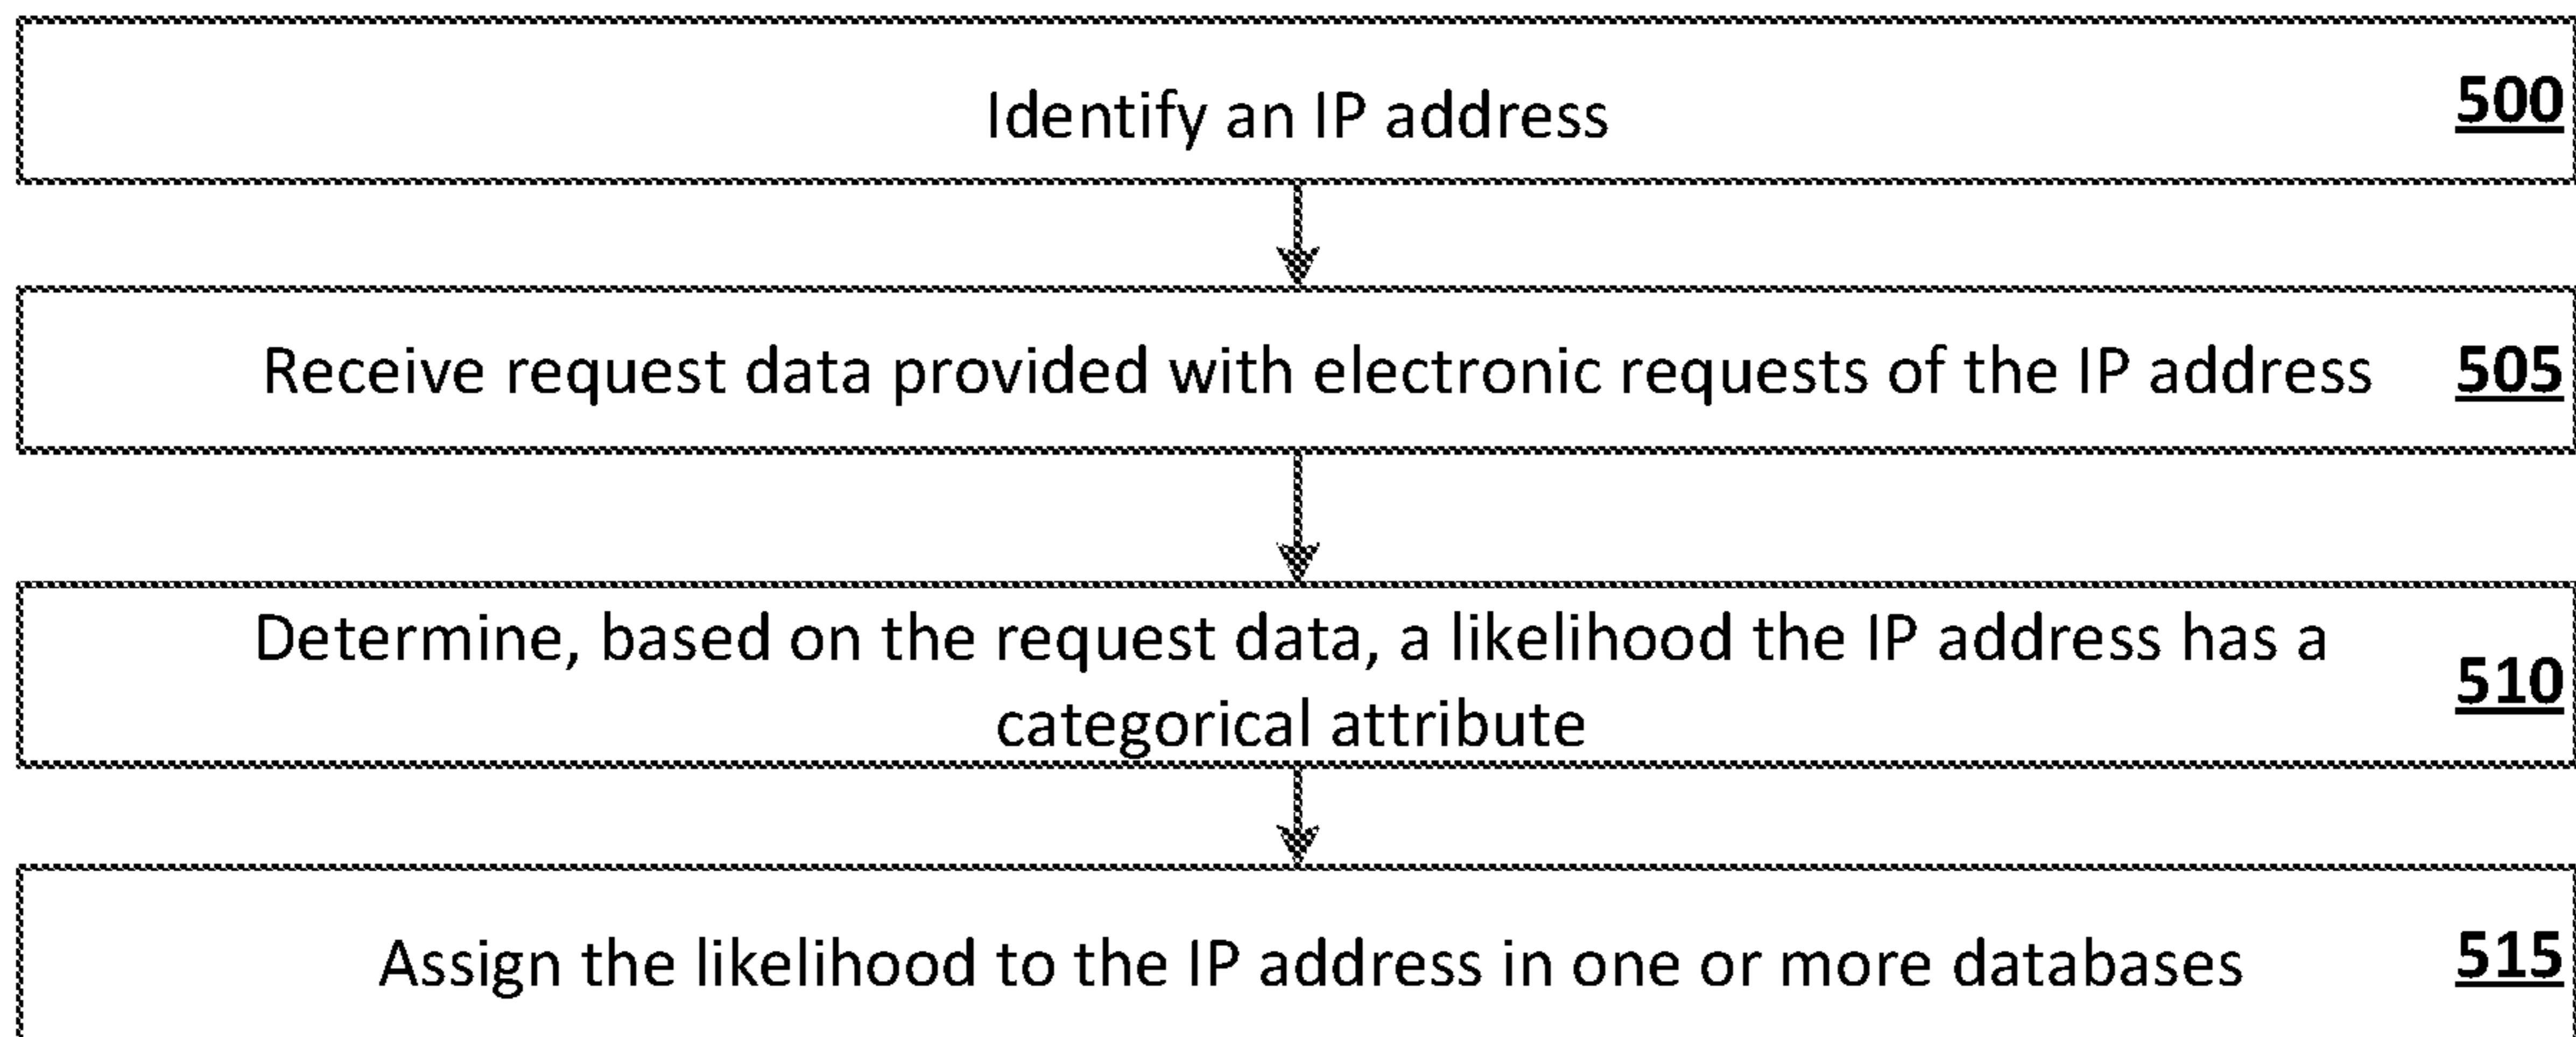 Identify an IP address 500
Receive request data provided with electronic requests of the IP address 505
Determine, based on the request data, a likelihood the IP address has a
categorical attribute
510
Assign the likelihood to the IP address in one or more databases 515